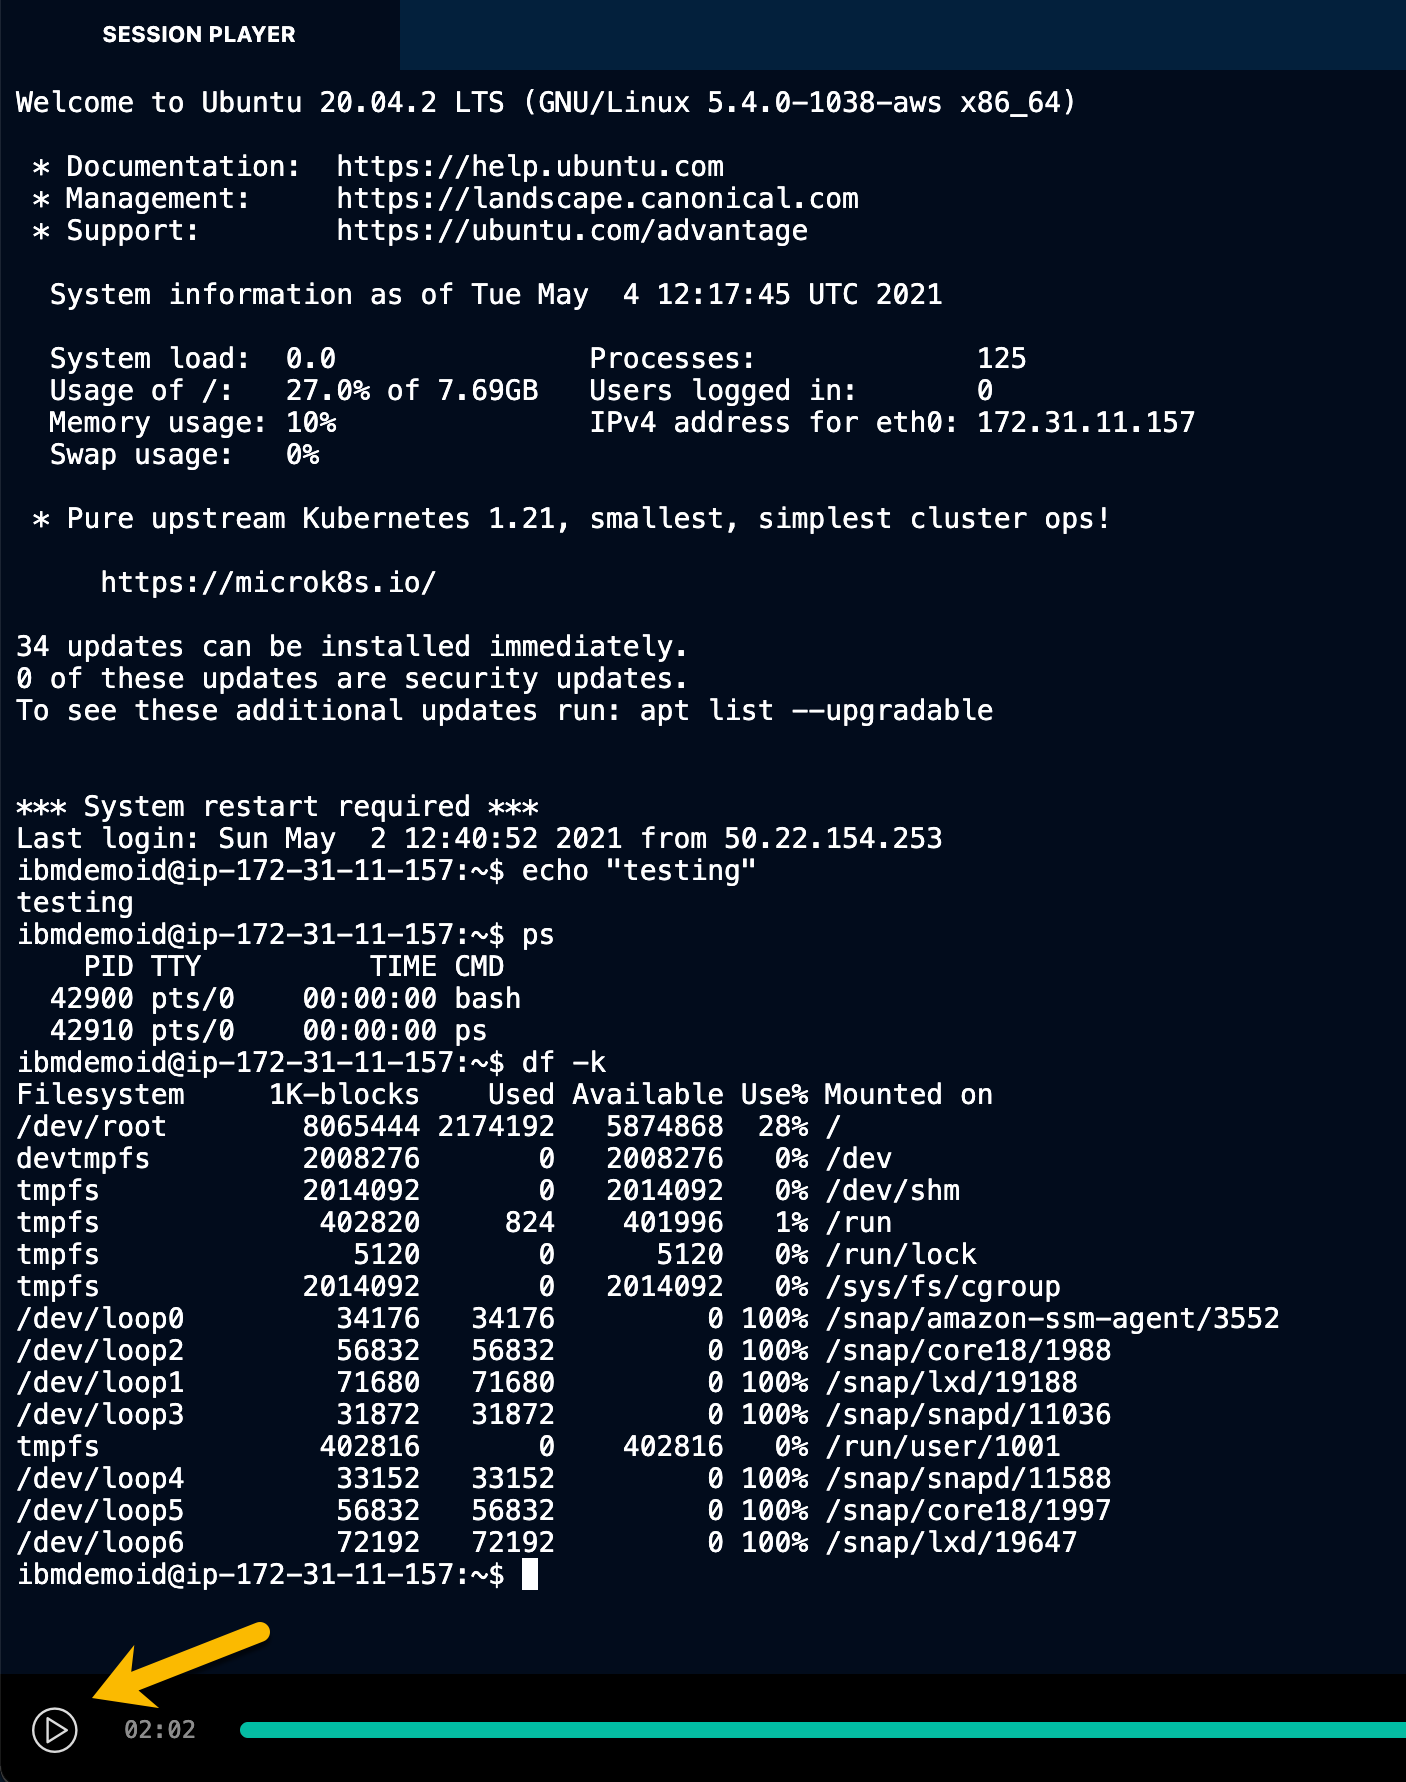 SESSION PLAYER
Welcome to Ubuntu 20.04.2 LTS (GNU/Linux 5.4.0-1038-aws x86_64)
* Documentation:  https://help.ubuntu.com
* Management:     https://landscape.canonical.com
* Support:        https://ubuntu.com/advantage
System information as of Tue May  4 12:17:45 UTC 2021
System load:  0.0               Processes:             125
Usage of /:   27.0% of 7.69GB   Users logged in:       0
Memory usage: 10%               IPv4 address for eth0: 172.31.11.157
Swap usage:   0%
* Pure upstream Kubernetes 1.21, smallest, simplest cluster ops!
https://microk8s.io/
34 updates can be installed immediately.
0 of these updates are security updates.
To see these additional updates run: apt list --upgradable
*** System restart required ***
Last login: Sun May  2 12:40:52 2021 from 50.22.154.253
ibmdemoid@ip-172-31-11-157:~$ echo "testing"
testing
ibmdemoid@ip-172-31-11-157:~$ ps
    PID TTY          TIME CMD
  42900 pts/0    00:00:00 bash
  42910 pts/0    00:00:00 ps
ibmdemoid@ip-172-31-11-157:~$ df -k
Filesystem     1K-blocks    Used Available Use% Mounted on
/dev/root        8065444 2174192   5874868  28% /
devtmpfs         2008276       0   2008276   0% /dev
tmpfs            2014092       0   2014092   0% /dev/shm
tmpfs             402820     824    401996   1% /run
tmpfs               5120       0      5120   0% /run/lock
tmpfs            2014092       0   2014092   0% /sys/fs/cgroup
/dev/loop0         34176   34176         0 100% /snap/amazon-ssm-agent/3552
/dev/loop2         56832   56832         0 100% /snap/core18/1988
/dev/loop1         71680   71680         0 100% /snap/lxd/19188
/dev/loop3         31872   31872         0 100% /snap/snapd/11036
tmpfs             402816       0    402816   0% /run/user/1001
/dev/loop4         33152   33152         0 100% /snap/snapd/11588
/dev/loop5         56832   56832         0 100% /snap/core18/1997
/dev/loop6         72192   72192         0 100% /snap/lxd/19647
ibmdemoid@ip-172-31-11-157:~$
02:02